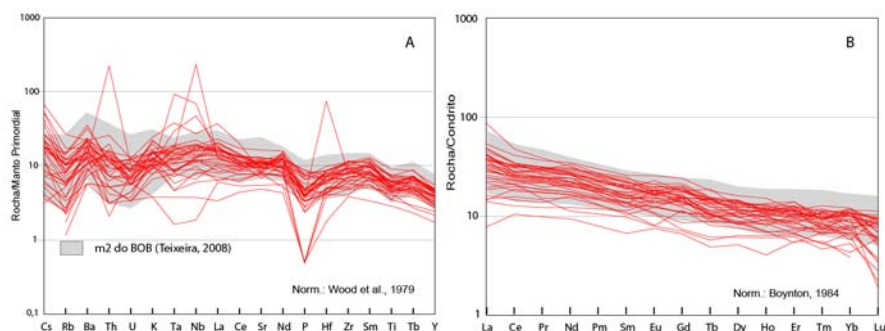 1000
A
100
Rocha/Manto Primordial
10
1
m2 do BOB (Teixeira, 2008)
Norm.: Wood et al., 1979
0,1
Cs Rb Ba Th U K Ta Nb La Ce Sr Nd P Hf Zr Sm Ti Tb Y
1000
B
100
Rocha/Condrito
10
Norm.: Boynton, 1984
1
La Ce Pr Nd Pm Sm Eu Gd Tb Dy Ho Er Tm Yb Lu